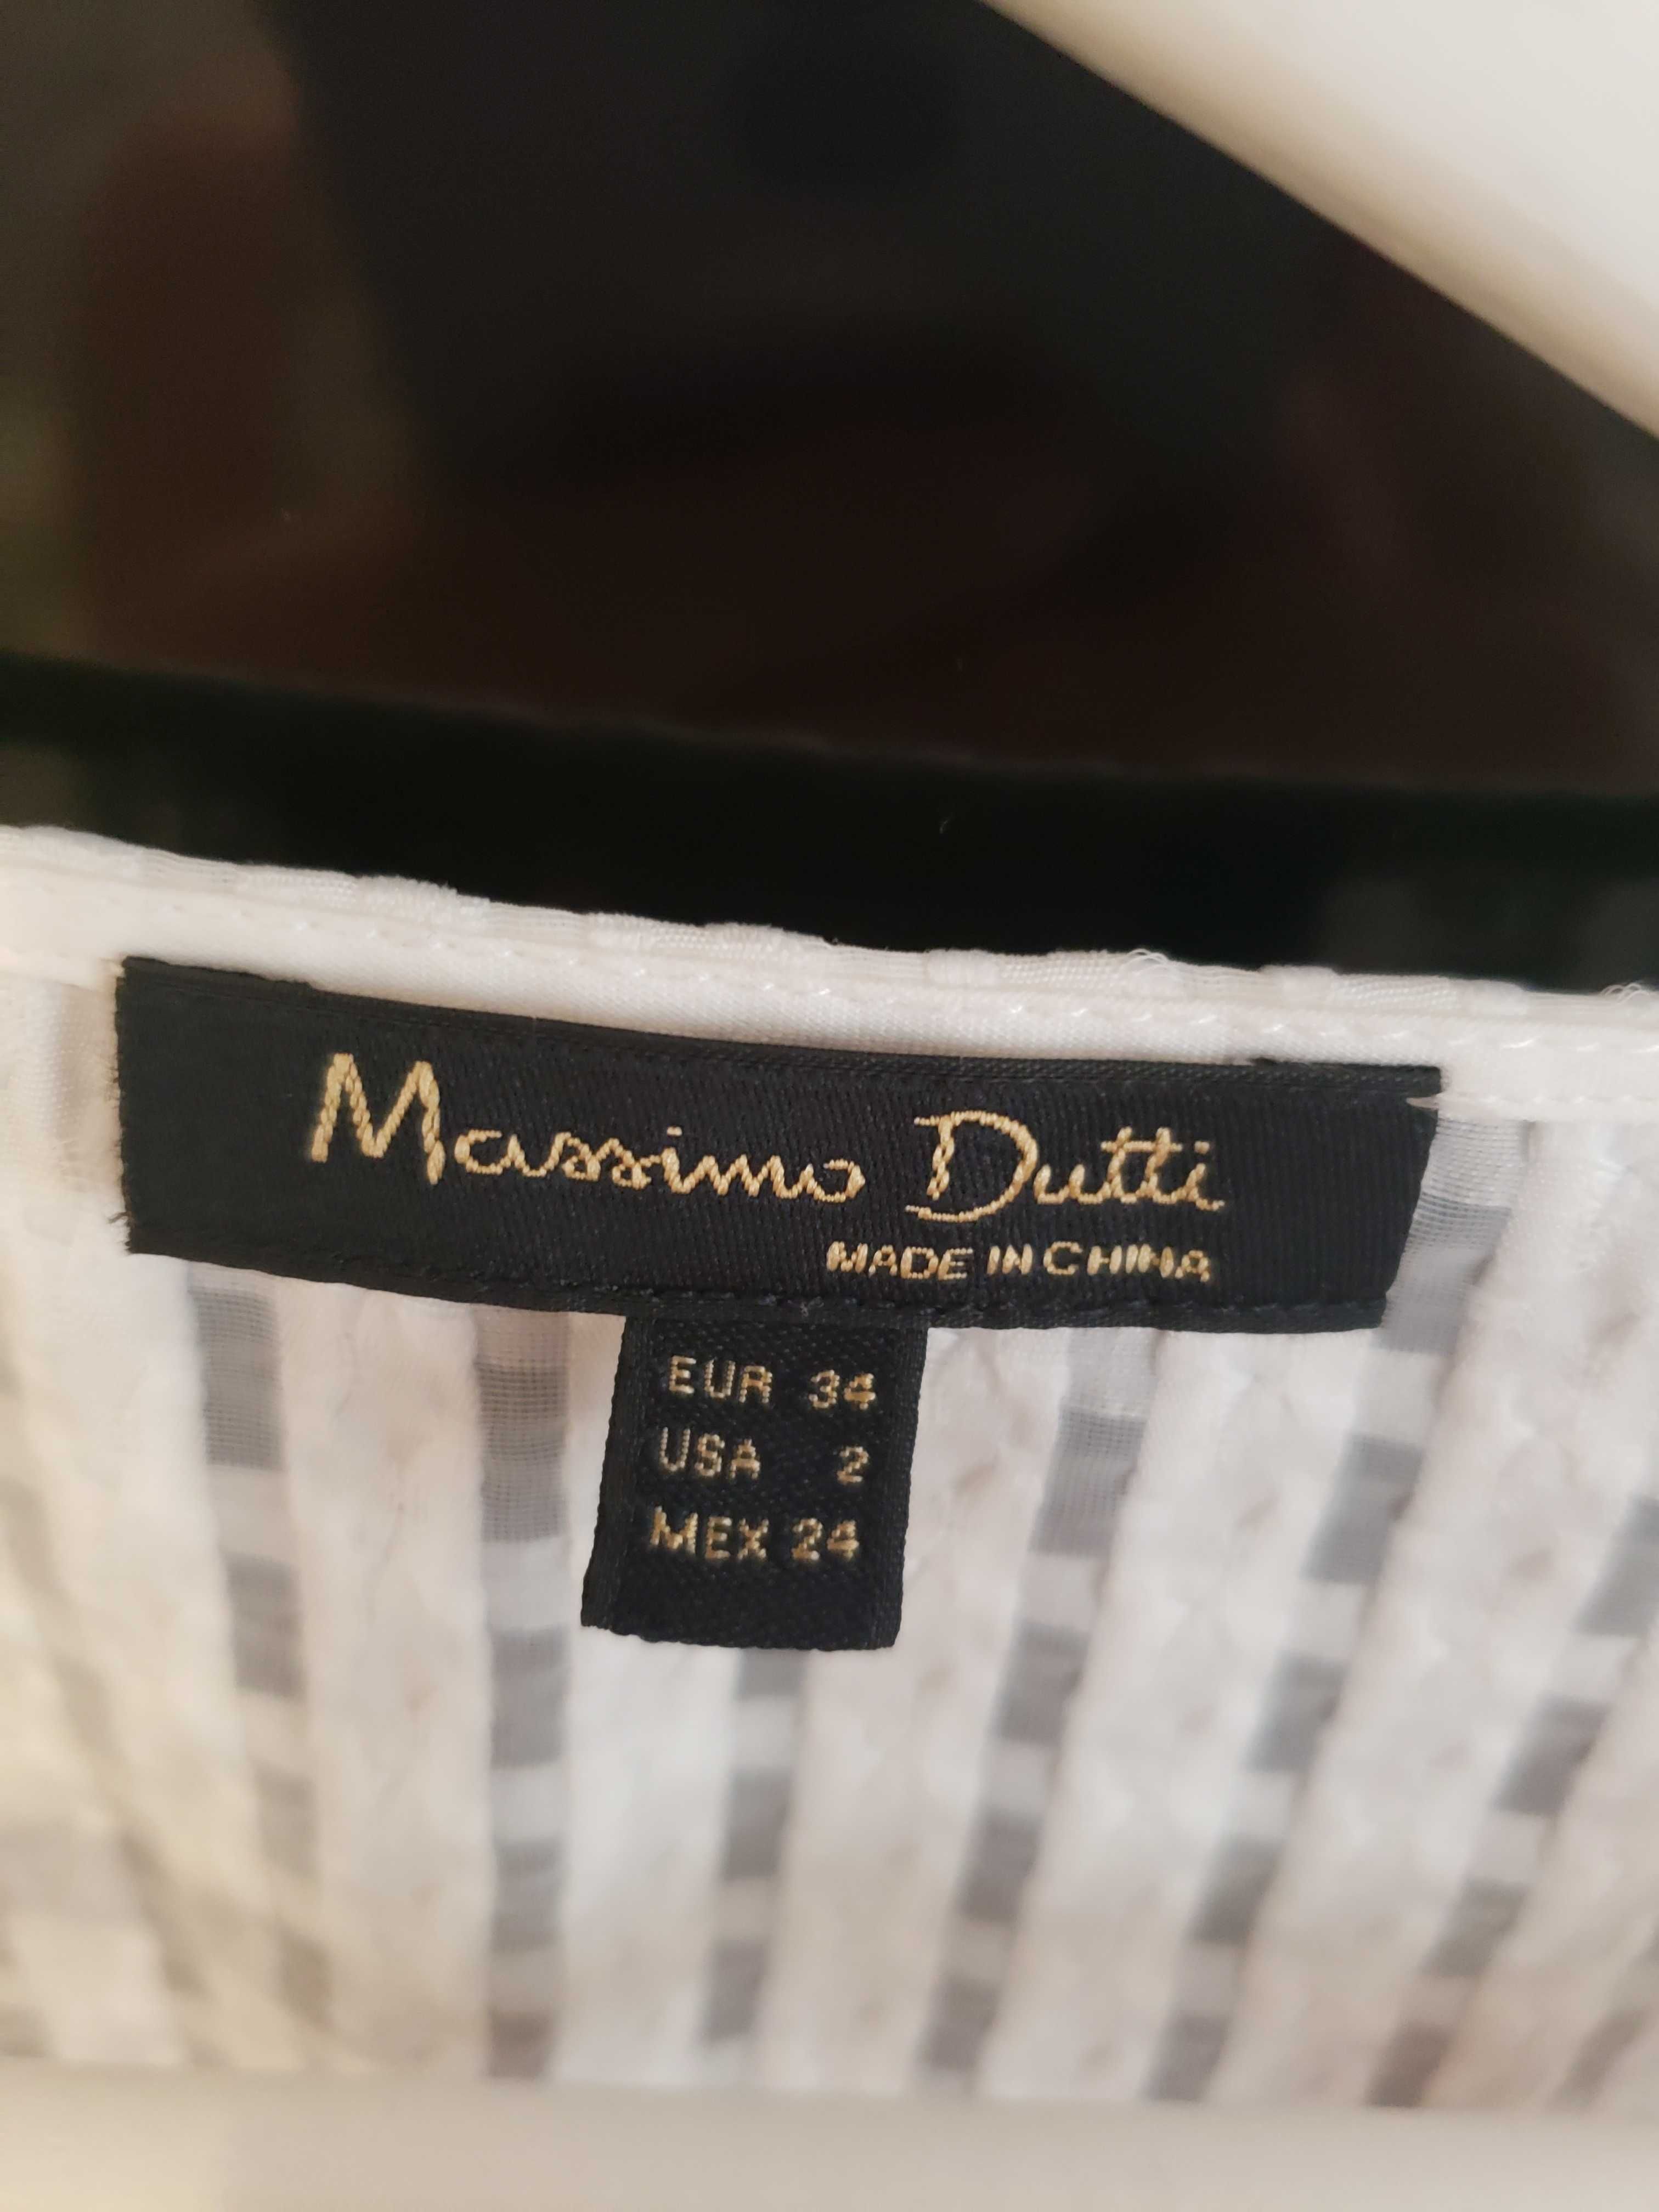 Massimo Dutti
MADE IN CHINA
EUR 34
USA 2
MEX 24